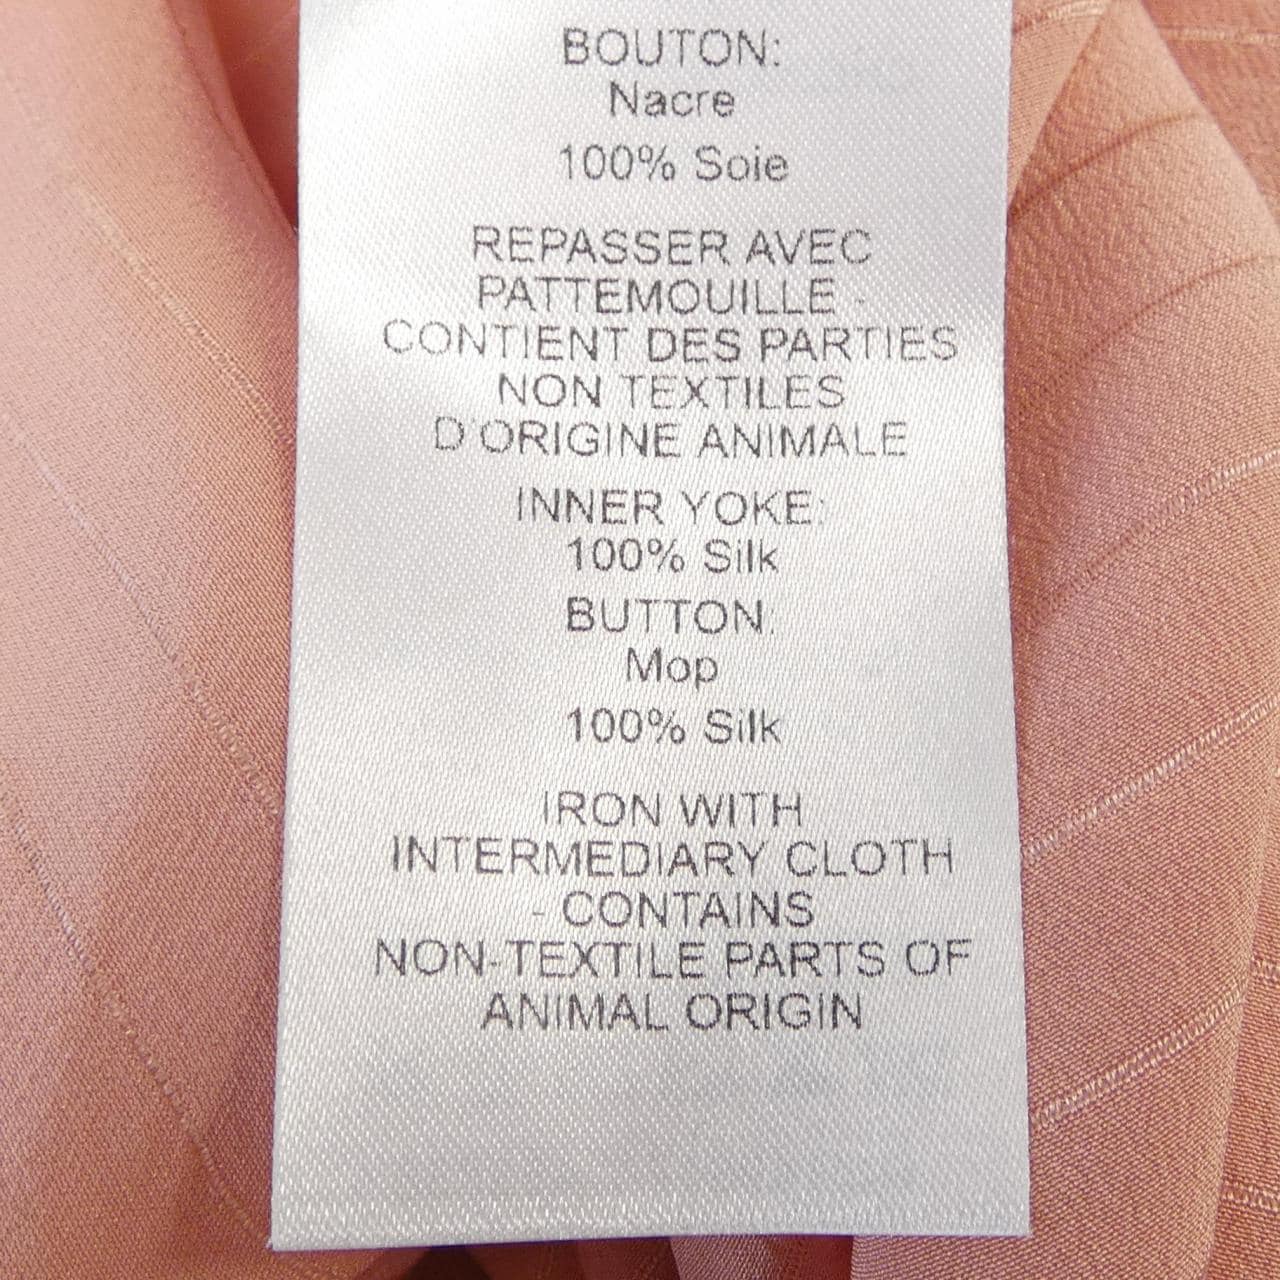 BOUTON:
Nacre
100% Soie
REPASSER AVEC
PATTEMOUILLE -
CONTIENT DES PARTIES
NON TEXTILES
D'ORIGINE ANIMALE
INNER YOKE:
100% Silk
BUTTON:
Mop
100% Silk
IRON WITH
INTERMEDIARY CLOTH
- CONTAINS
NON-TEXTILE PARTS OF
ANIMAL ORIGIN